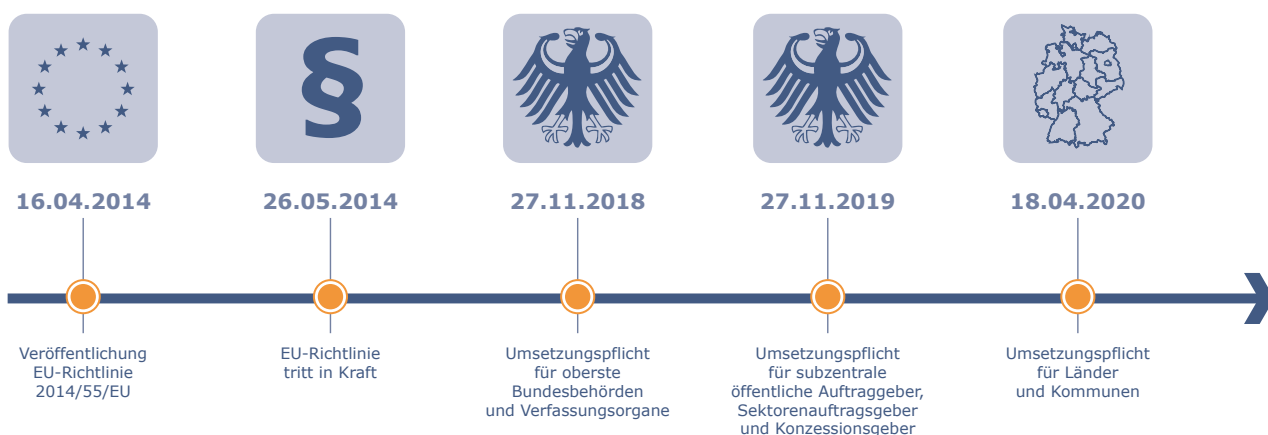 §
16.04.2014
26.05.2014
27.11.2018
27.11.2019
18.04.2020
Veröffentlichung
EU-Richtlinie
2014/55/EU
EU-Richtlinie
tritt in Kraft
Umsetzungspflicht
für oberste
Bundesbehörden
und Verfassungsorgane
Umsetzungspflicht
für subzentrale
öffentliche Auftraggeber,
Sektorenauftragsgeber
und Konzessionsgeber
Umsetzungspflicht
für Länder
und Kommunen